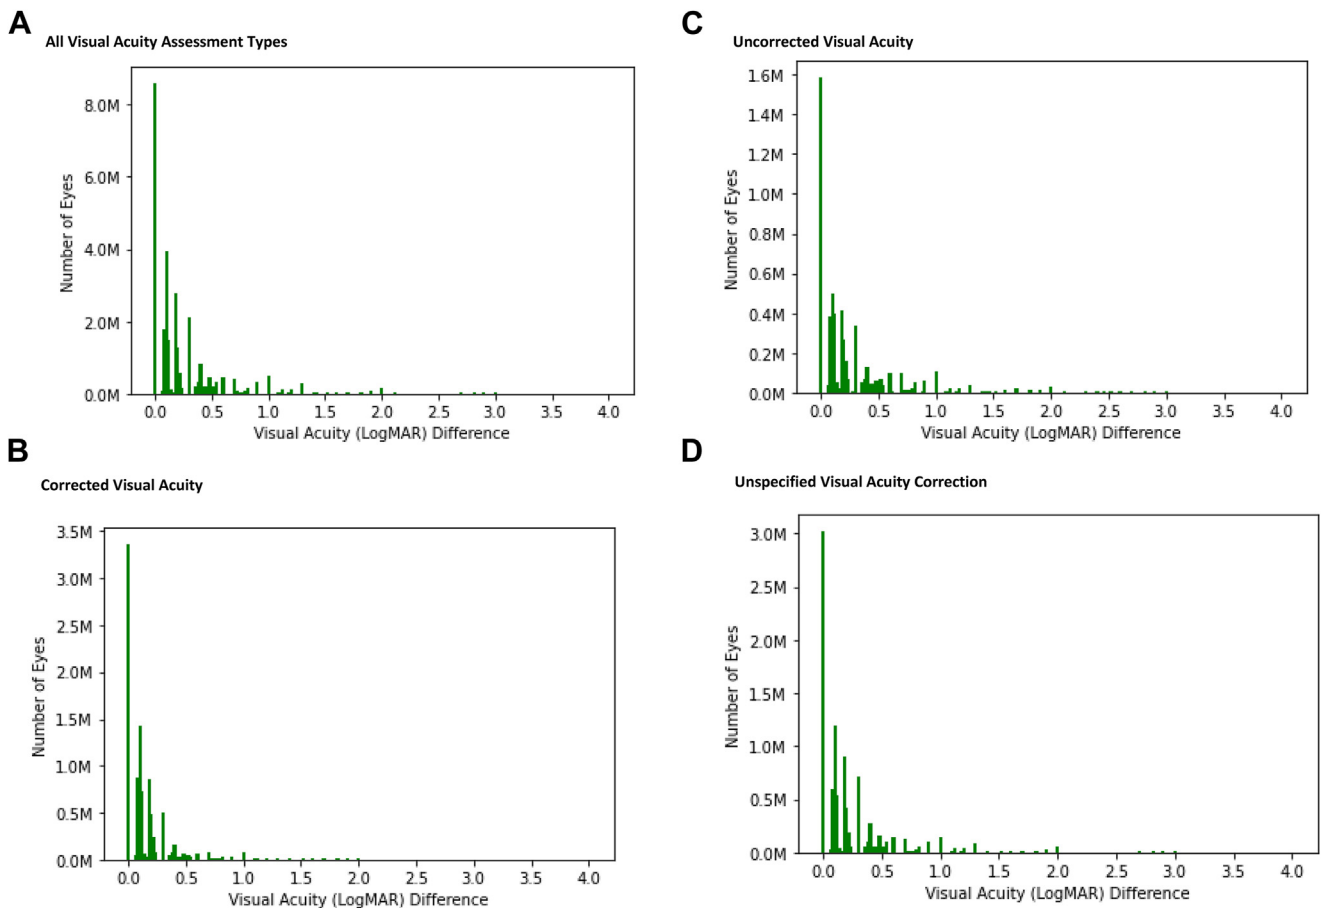 A
All Visual Acuity Assessment Types
8.0M
6.0M
4.0M
2.0M
0.0M
Number of Eyes
0.0 0.5 1.0 1.5 2.0 2.5 3.0 3.5 4.0
Visual Acuity (LogMAR) Difference
B
Corrected Visual Acuity
3.5M
3.0M
2.5M
2.0M
1.5M
1.0M
0.5M
0.0M
Number of Eyes
0.0 0.5 1.0 1.5 2.0 2.5 3.0 3.5 4.0
Visual Acuity (LogMAR) Difference
C
Uncorrected Visual Acuity
1.6M
1.4M
1.2M
1.0M
0.8M
0.6M
0.4M
0.2M
0.0M
Number of Eyes
0.0 0.5 1.0 1.5 2.0 2.5 3.0 3.5 4.0
Visual Acuity (LogMAR) Difference
D
Unspecified Visual Acuity Correction
3.0M
2.5M
2.0M
1.5M
1.0M
0.5M
0.0M
Number of Eyes
0.0 0.5 1.0 1.5 2.0 2.5 3.0 3.5 4.0
Visual Acuity (LogMAR) Difference